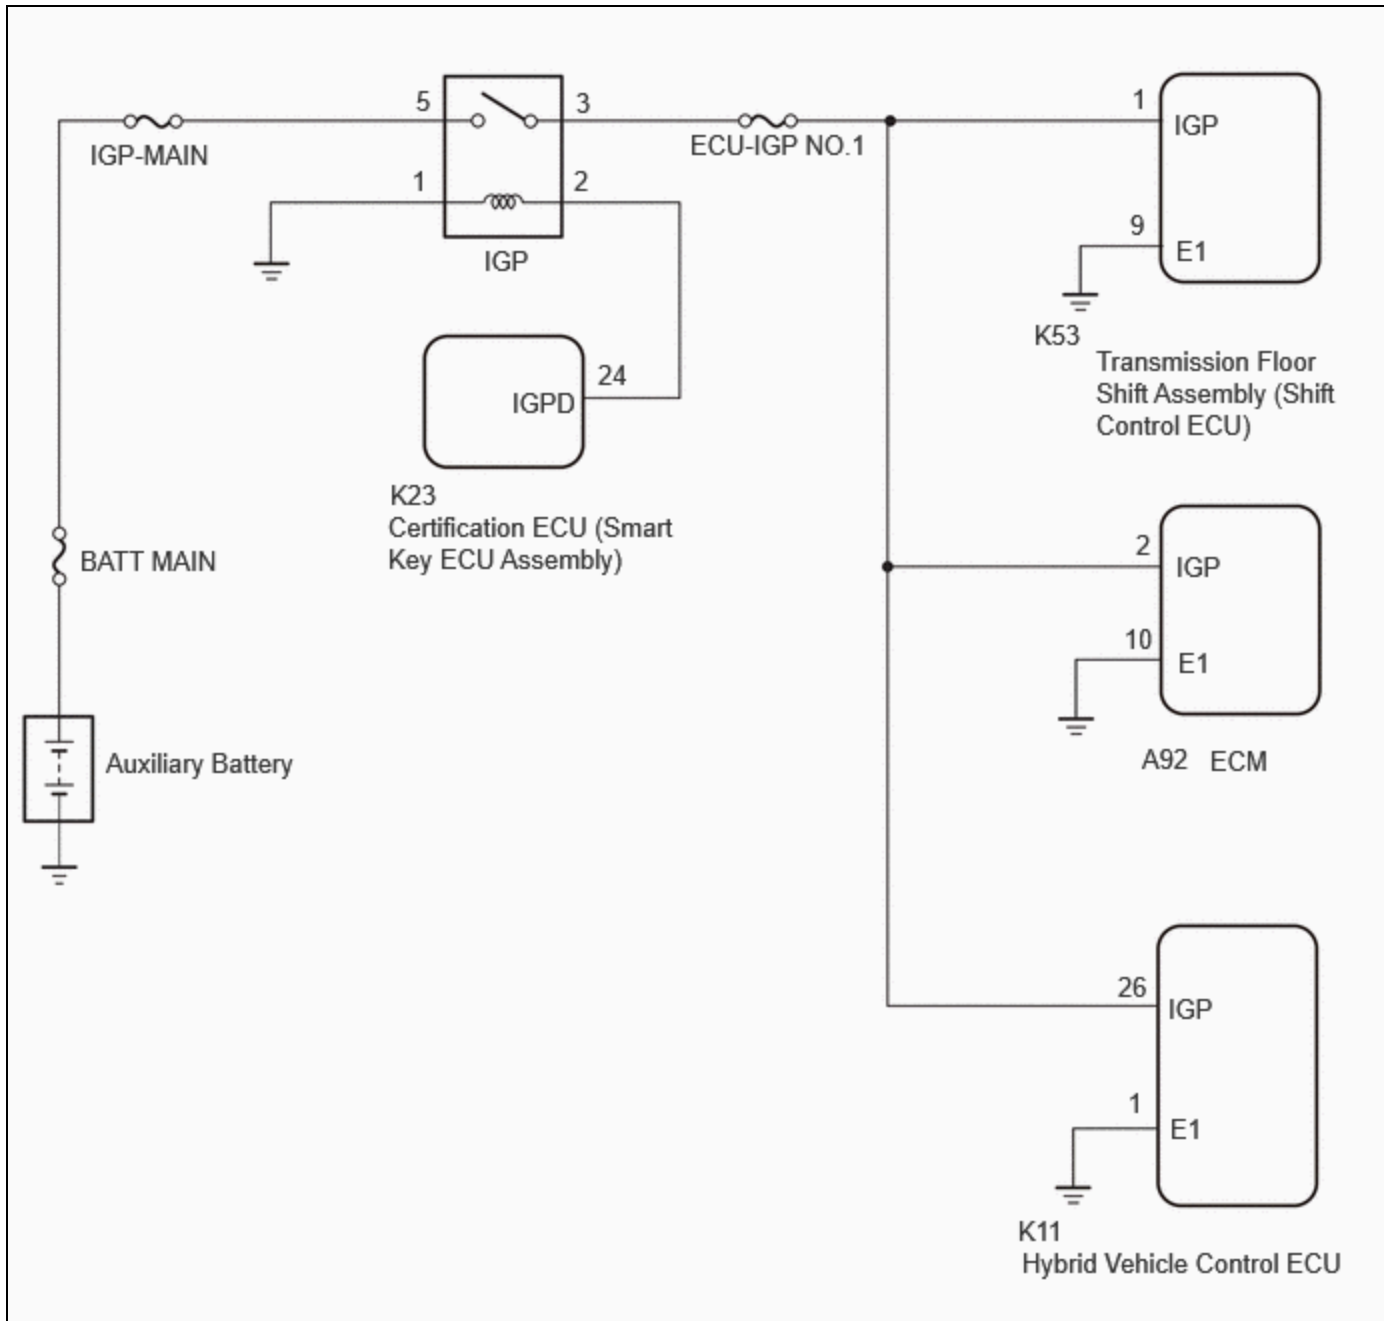 5
3
1
IGP-MAIN
ECU-IGP NO.1
IGP
1
2
9
E1
IGP
K53
24
IGPD
Transmission Floor
Shift Assembly (Shift
Control ECU)
K23
Certification ECU (Smart
Key ECU Assembly)
BATT MAIN
2
IGP
10
E1
Auxiliary Battery
A92 ECM
26
IGP
1
E1
K11
Hybrid Vehicle Control ECU